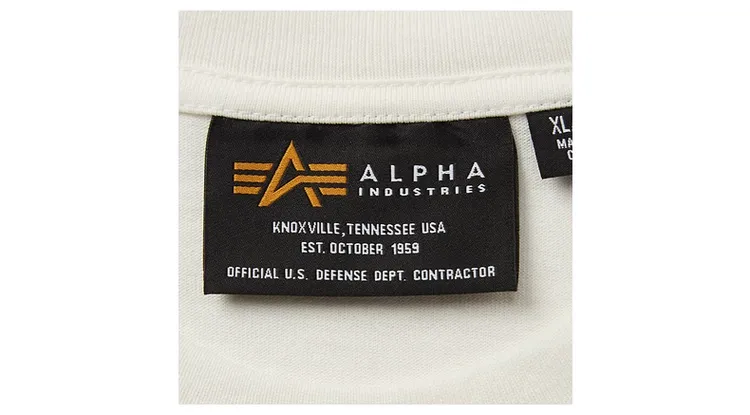 ALPHA
INDUSTRIES
KNOXVILLE, TENNESSEE USA
EST. OCTOBER 1959
OFFICIAL U.S. DEFENSE DEPT. CONTRACTOR
XL